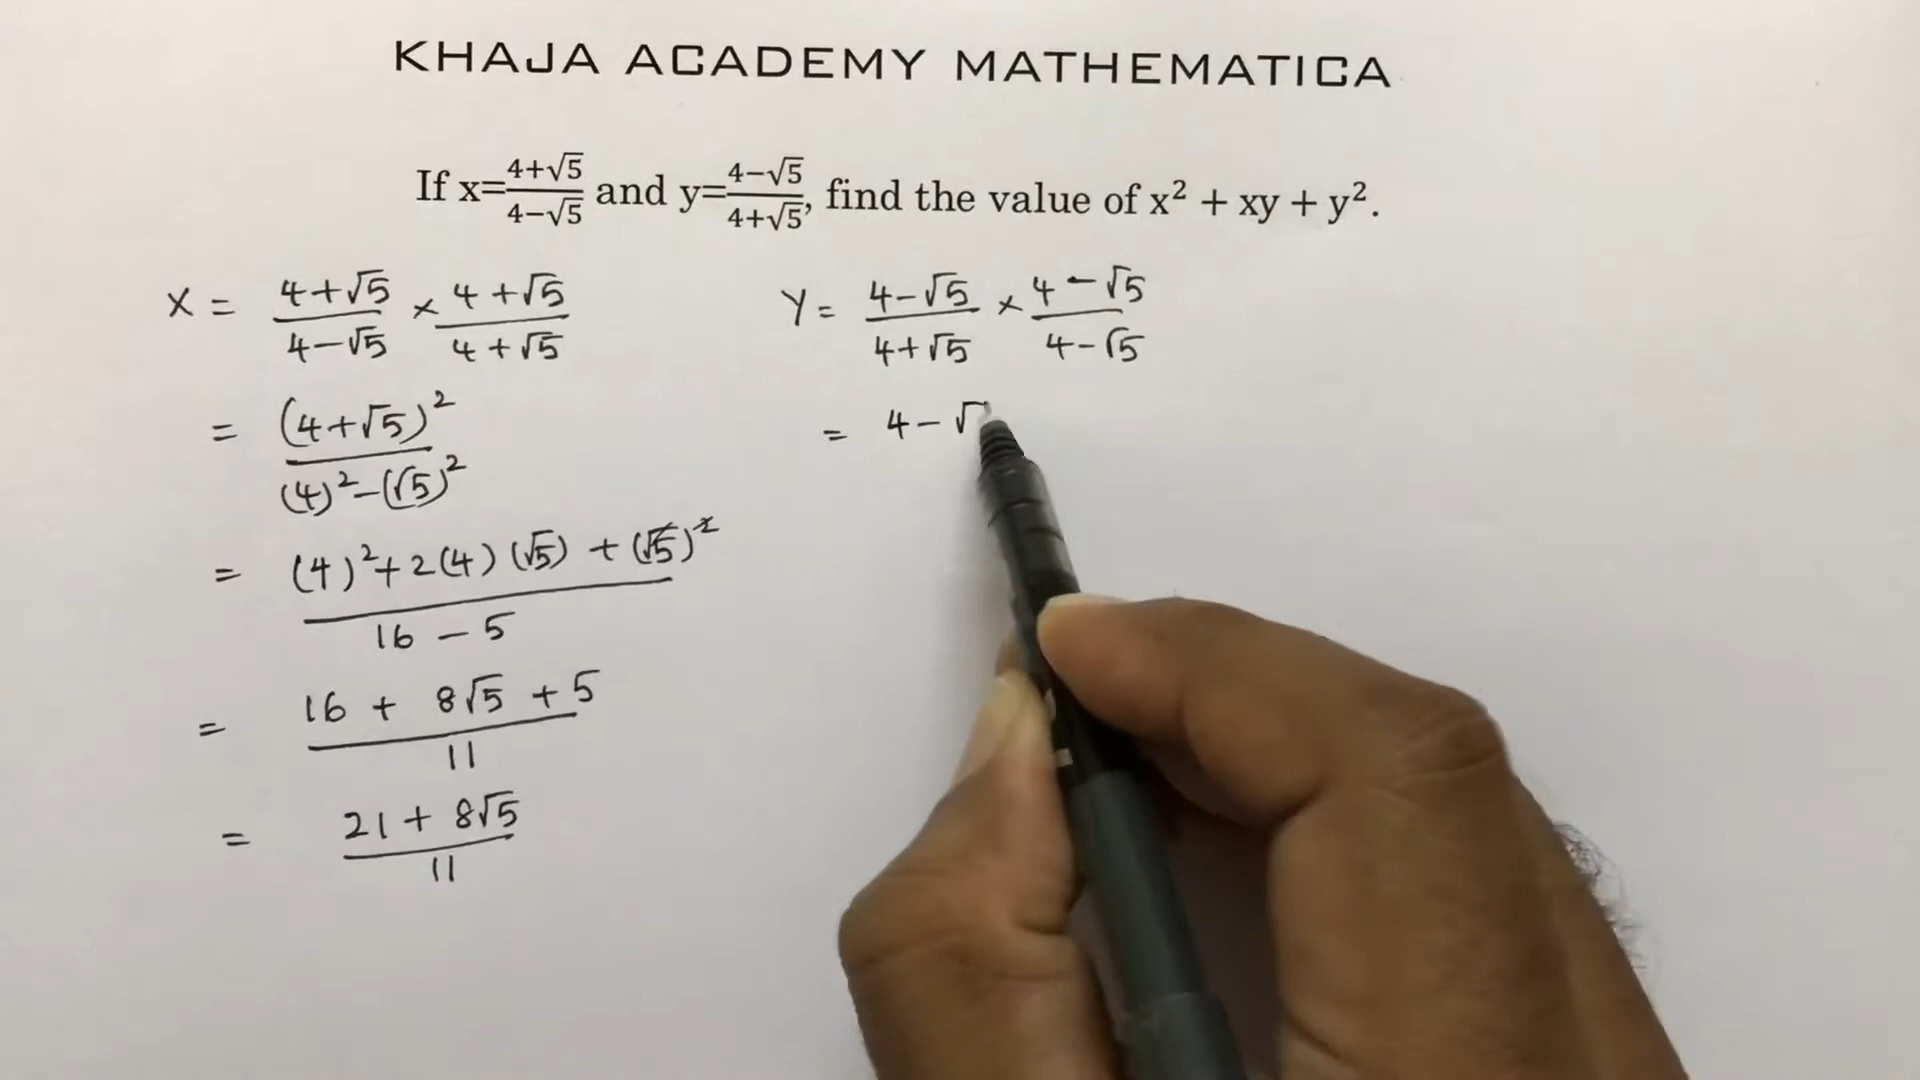 KHAJA ACADEMY MATHEMATICA
If x=(4+√5)/(4−√5) and y=(4−√5)/(4+√5), find the value of x² + xy + y².
X = (4+√5)/(4−√5) × (4+√5)/(4+√5)
= (4+√5)²/((4)²−(√5)²)
= ((4)²+2(4)(√5)+(√5)²)/(16−5)
= (16 + 8√5 + 5)/11
= (21 + 8√5)/11
Y = (4−√5)/(4+√5) × (4−√5)/(4−√5)
= 4−√